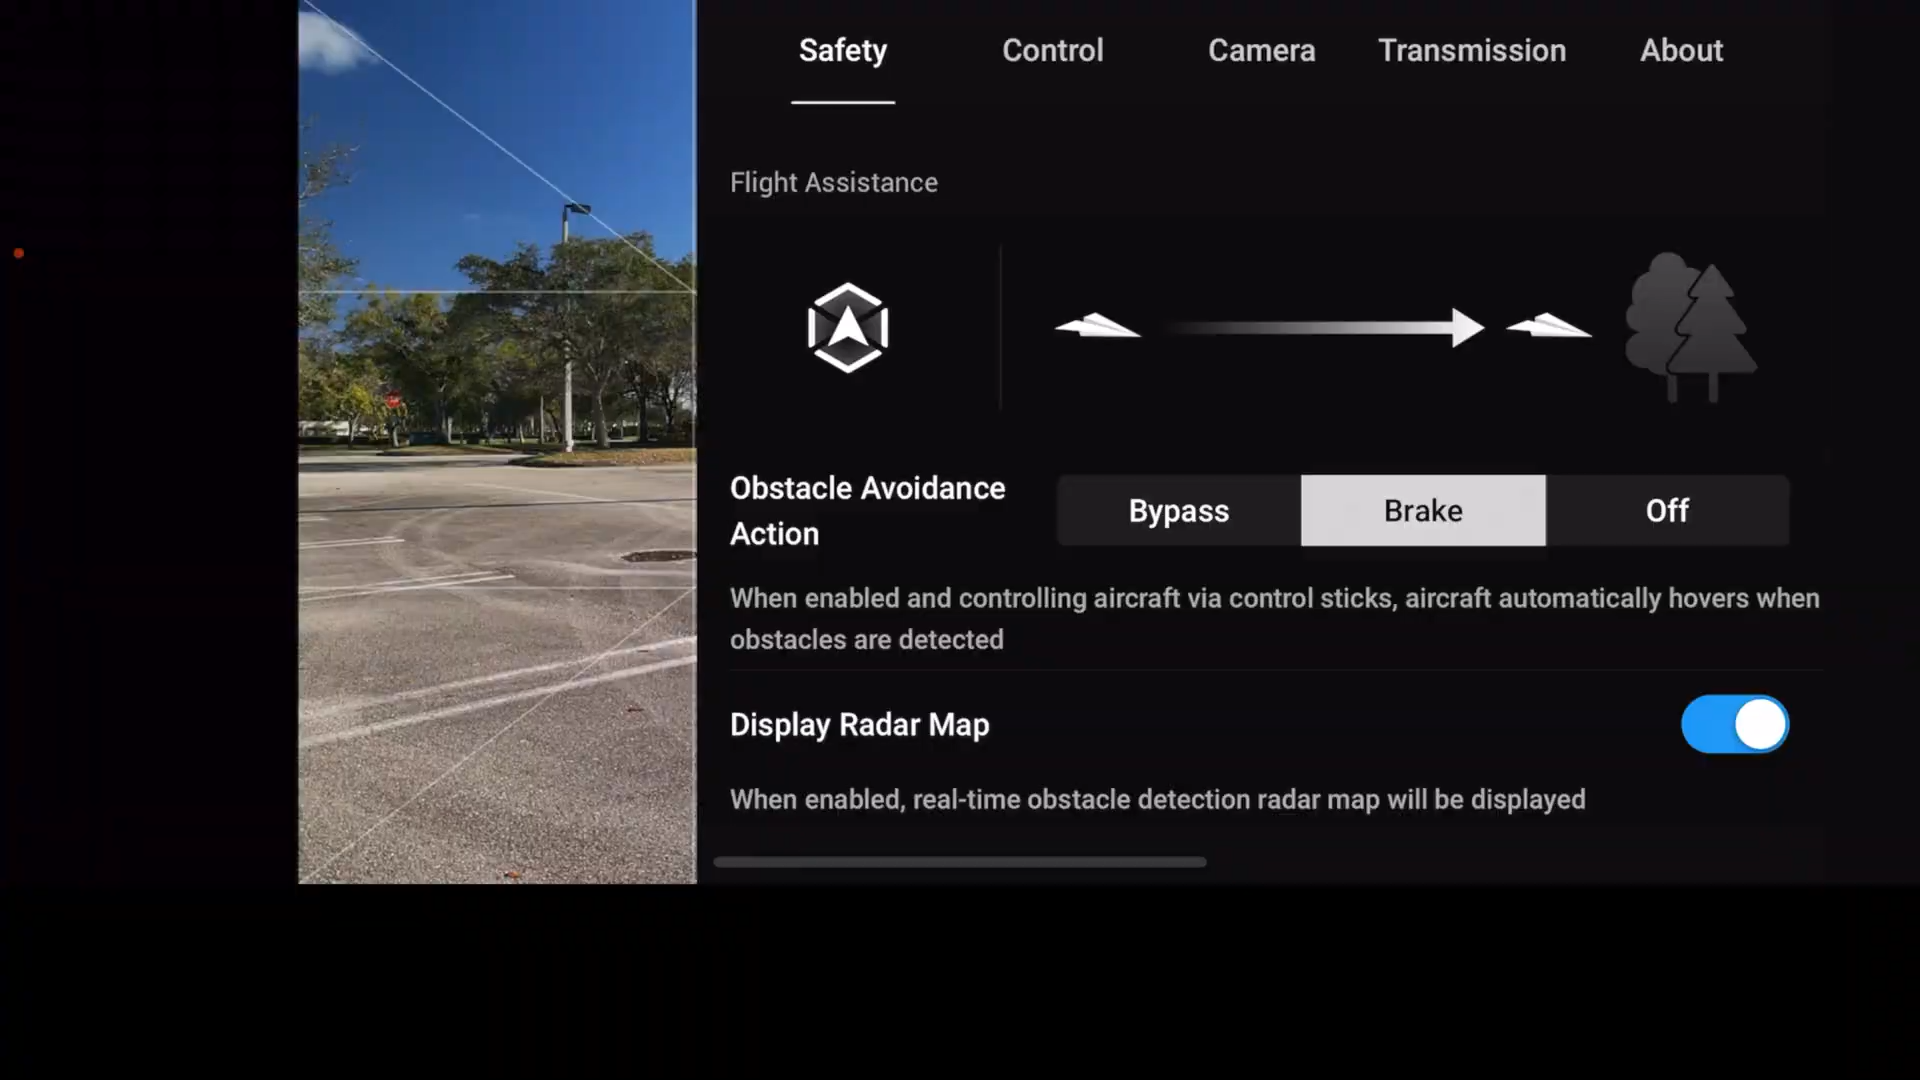 Safety Control Camera Transmission About
Flight Assistance
Obstacle Avoidance
Action
Bypass Brake Off
When enabled and controlling aircraft via control sticks, aircraft automatically hovers when
obstacles are detected
Display Radar Map
When enabled, real-time obstacle detection radar map will be displayed